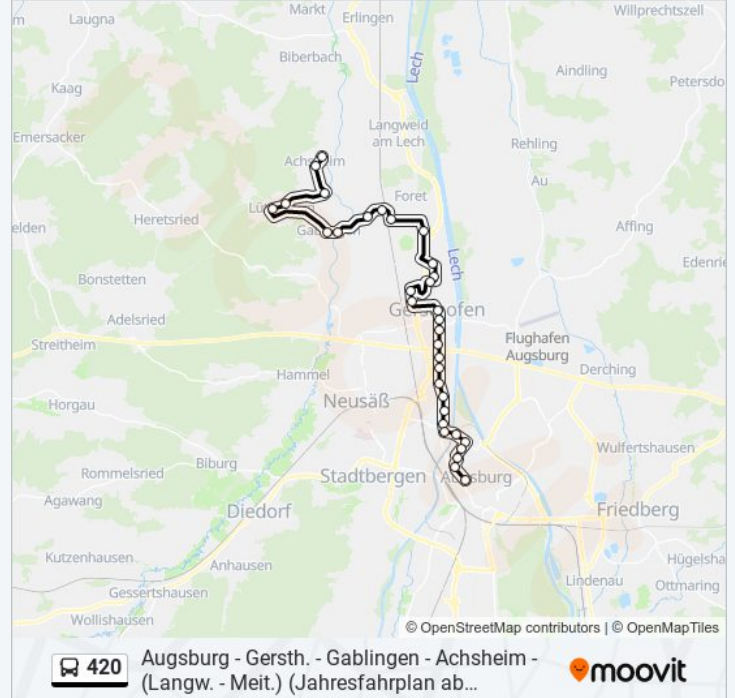 Markt
m
Laugna
Erlingen
Willprechtszell
Biberbach
Lech
Aindling
Petersdo
Kaag
Langweid
am Lech
Emersacker
Rehling
Achsheim
Au
Foret
elden
Heretsried
Affing
Lech
Edenrie
Bonstetten
Gersthofen
Adelsried
Flughafen
Augsburg
Streitheim
Derching
Hammel
Neusäß
Horgau
Wulfertshausen
Biburg
Rommelsried
Stadtbergen
Augsburg
Agawang
Diedorf
Friedberg
Kutzenhausen
Anhausen
Hügelsha
Gessertshausen
Lindenau
Ottmaring
Wollishausen
© OpenStreetMap contributors | © OpenMapTiles
420
Augsburg - Gersth. - Gablingen - Achsheim -
(Langw. - Meit.) (Jahresfahrplan ab...
moovit